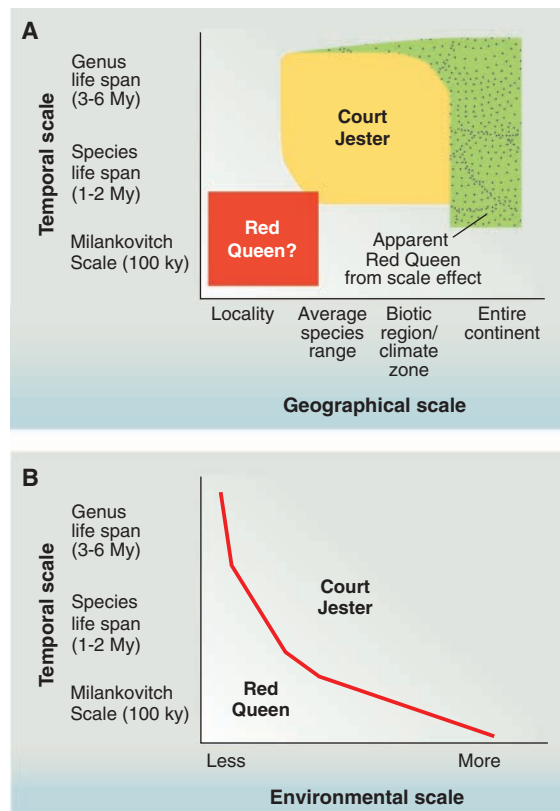 A
Temporal scale
Genus
life span
(3-6 My)
Species
life span
(1-2 My)
Milankovitch
Scale (100 ky)
Court
Jester
Red
Queen?
Apparent
Red Queen
from scale effect
Locality
Average
species
range
Biotic
region/
climate
zone
Entire
continent
Geographical scale
B
Temporal scale
Genus
life span
(3-6 My)
Species
life span
(1-2 My)
Milankovitch
Scale (100 ky)
Court
Jester
Red
Queen
Less
More
Environmental scale